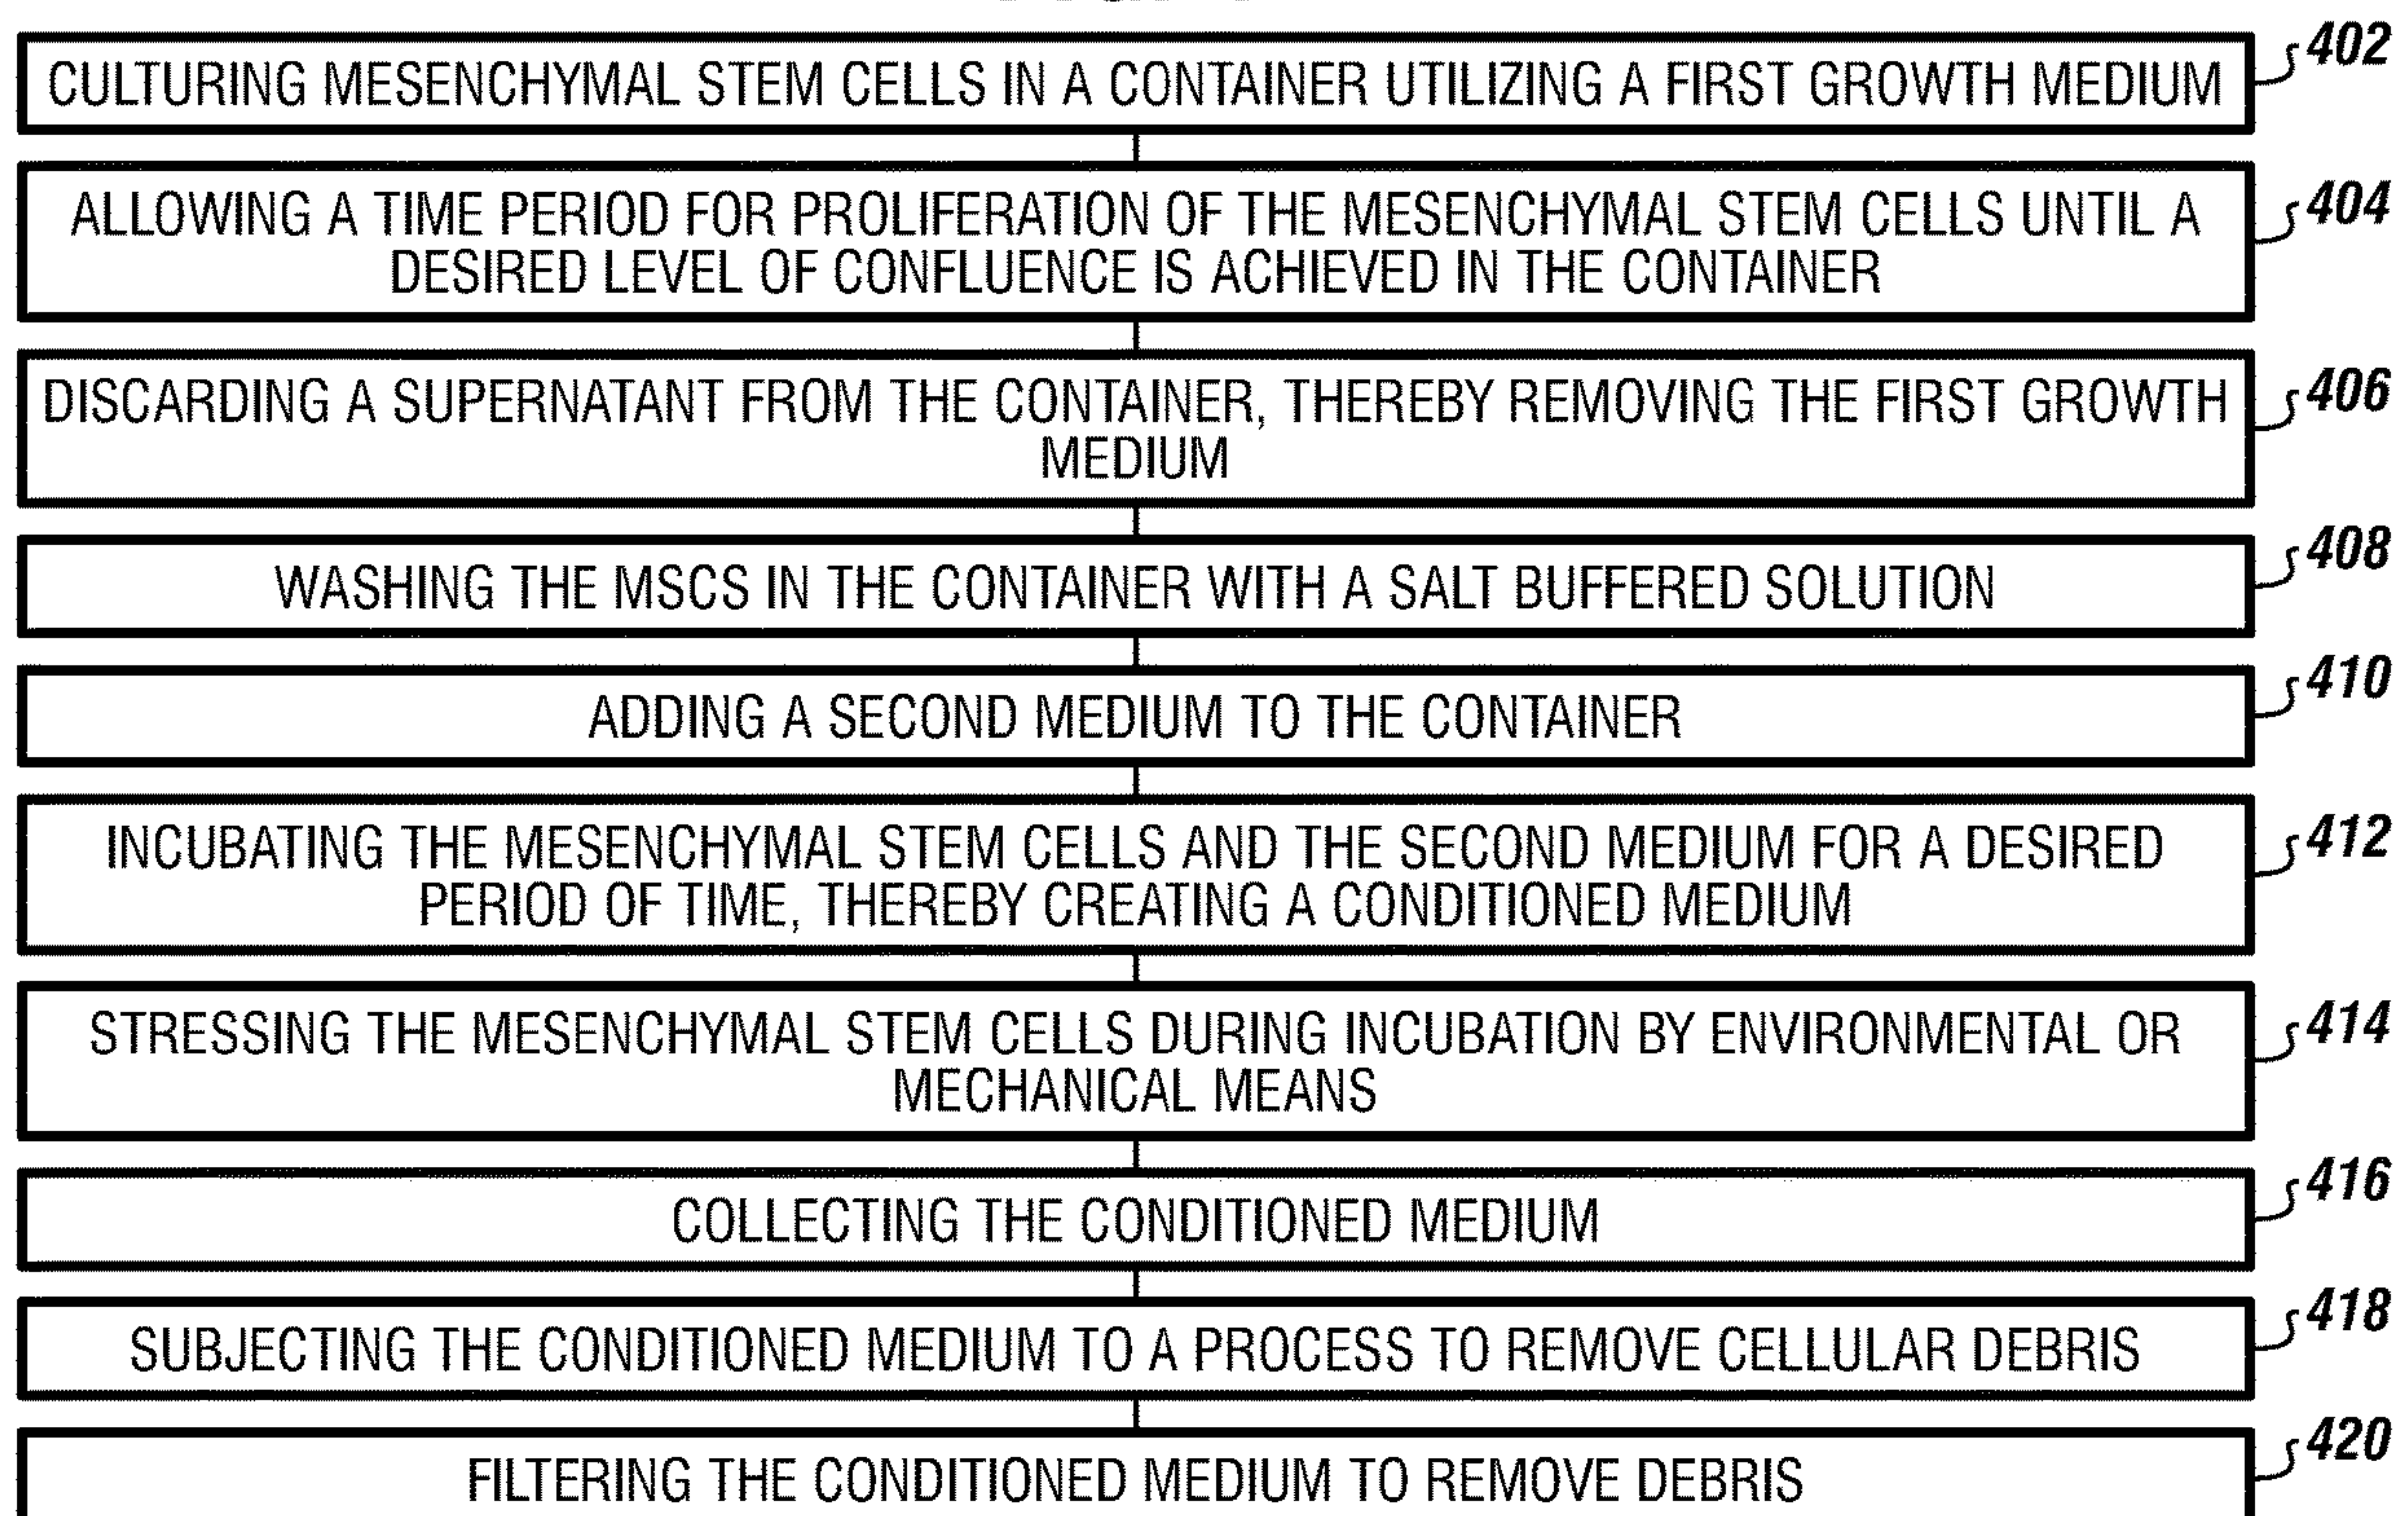 CULTURING MESENCHYMAL STEM CELLS IN A CONTAINER UTILIZING A FIRST GROWTH MEDIUM 402
ALLOWING A TIME PERIOD FOR PROLIFERATION OF THE MESENCHYMAL STEM CELLS UNTIL A 404
DESIRED LEVEL OF CONFLUENCE IS ACHIEVED IN THE CONTAINER
DISCARDING A SUPERNATANT FROM THE CONTAINER, THEREBY REMOVING THE FIRST GROWTH 406
MEDIUM
WASHING THE MSCS IN THE CONTAINER WITH A SALT BUFFERED SOLUTION 408
ADDING A SECOND MEDIUM TO THE CONTAINER 410
INCUBATING THE MESENCHYMAL STEM CELLS AND THE SECOND MEDIUM FOR A DESIRED 412
PERIOD OF TIME, THEREBY CREATING A CONDITIONED MEDIUM
STRESSING THE MESENCHYMAL STEM CELLS DURING INCUBATION BY ENVIRONMENTAL OR 414
MECHANICAL MEANS
COLLECTING THE CONDITIONED MEDIUM 416
SUBJECTING THE CONDITIONED MEDIUM TO A PROCESS TO REMOVE CELLULAR DEBRIS 418
FILTERING THE CONDITIONED MEDIUM TO REMOVE DEBRIS 420